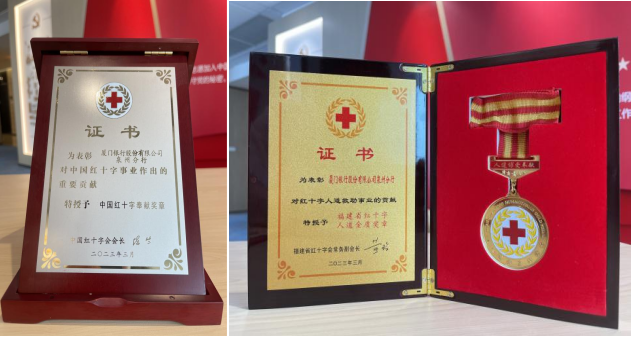 证书
为表彰 厦门银行股份有限公司
泉州分行
对中国红十字事业作出的
重要贡献
特授予 中国红十字奉献奖章
中国红十字会会长
二〇二三年三月
证书
为表彰 厦门银行股份有限公司泉州分行
对红十字人道救助事业的贡献
特授予 福建省红十字
人道金质奖章
福建省红十字会常务副会长
二〇二三年三月